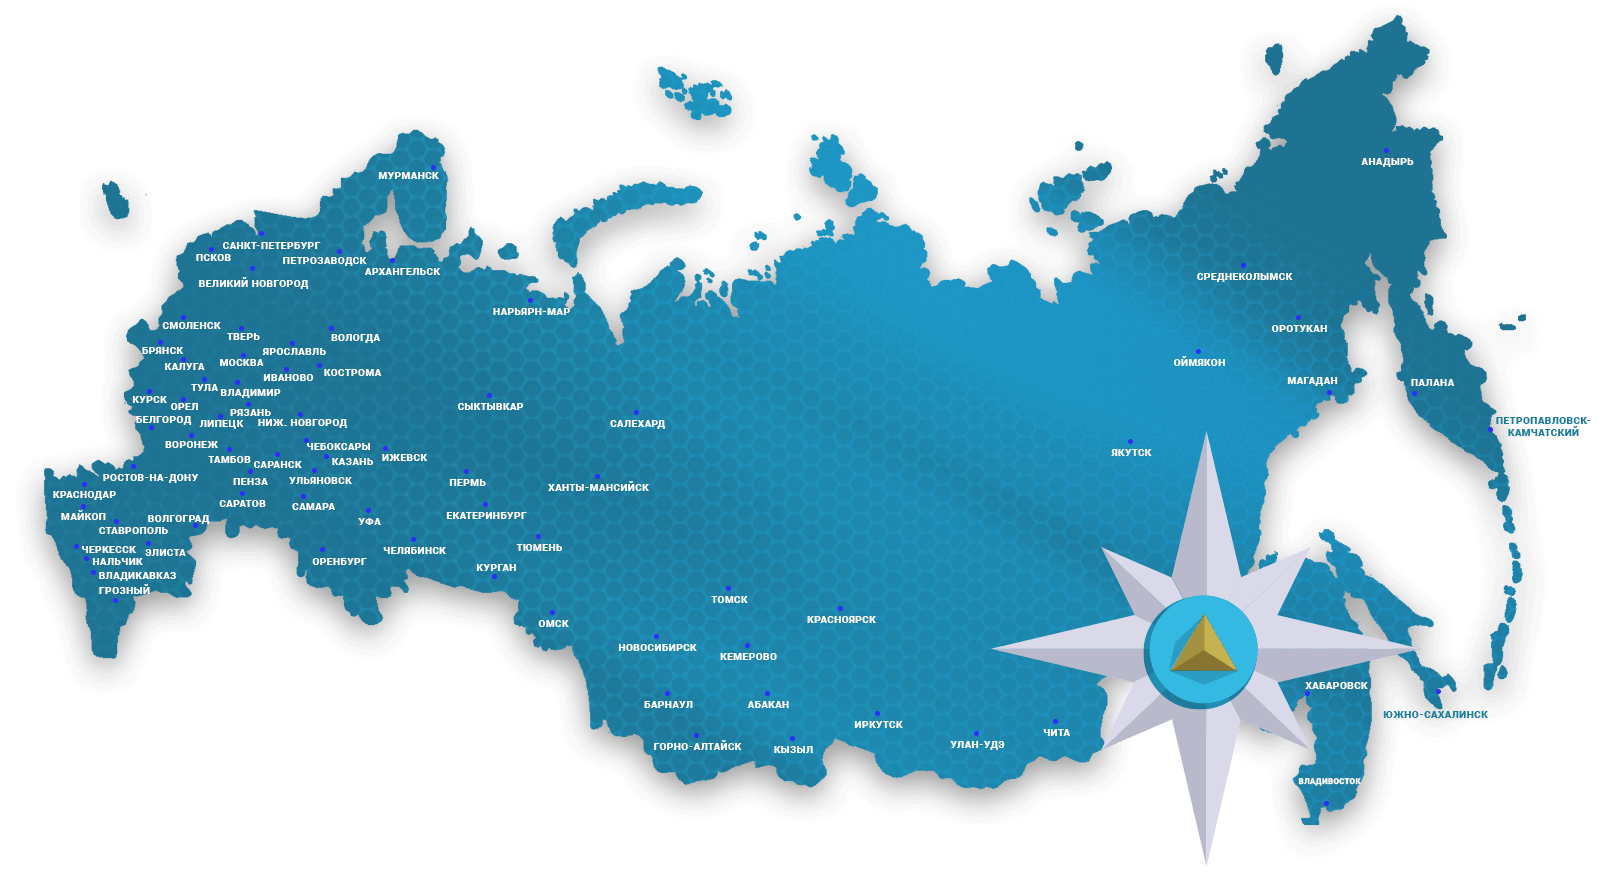 АНАДЫРЬ
МУРМАНСК
САНКТ-ПЕТЕРБУРГ
ПСКОВ
ПЕТРОЗАВОДСК
АРХАНГЕЛЬСК
СРЕДНЕКОЛЫМСК
ВЕЛИКИЙ НОВГОРОД
НАРЬЯРН-МАР
СМОЛЕНСК
ОРОТУКАН
ТВЕРЬ
ВОЛОГДА
БРЯНСК
ЯРОСЛАВЛЬ
КАЛУГА
МОСКВА
ОЙМЯКОН
ИВАНОВО
КОСТРОМА
МАГАДАН
ПАЛАНА
ТУЛА
ВЛАДИМИР
КУРСК
ОРЕЛ
РЯЗАНЬ
СЫКТЫВКАР
БЕЛГОРОД
ЛИПЕЦК
НИЖ. НОВГОРОД
САЛЕХАРД
ПЕТРОПАВЛОВСК-
КАМЧАТСКИЙ
ВОРОНЕЖ
ЧЕБОКСАРЫ
ЯКУТСК
ТАМБОВ
САРАНСК
КАЗАНЬ
ИЖЕВСК
РОСТОВ-НА-ДОНУ
ПЕНЗА
УЛЬЯНОВСК
ПЕРМЬ
ХАНТЫ-МАНСИЙСК
КРАСНОДАР
САРАТОВ
САМАРА
МАЙКОП
ВОЛГОГРАД
УФА
ЕКАТЕРИНБУРГ
СТАВРОПОЛЬ
ЧЕРКЕССК
ЭЛИСТА
ЧЕЛЯБИНСК
ТЮМЕНЬ
НАЛЬЧИК
ОРЕНБУРГ
КУРГАН
ВЛАДИКАВКАЗ
ГРОЗНЫЙ
ТОМСК
ОМСК
КРАСНОЯРСК
НОВОСИБИРСК
КЕМЕРОВО
ХАБАРОВСК
БАРНАУЛ
АБАКАН
ЮЖНО-САХАЛИНСК
ИРКУТСК
ЧИТА
ГОРНО-АЛТАЙСК
КЫЗЫЛ
УЛАН-УДЭ
ВЛАДИВОСТОК